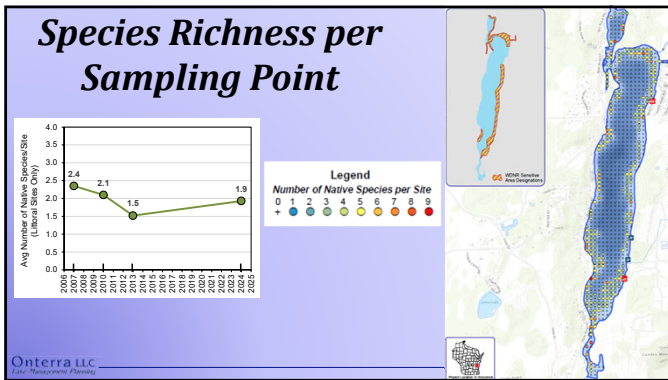 Species Richness per
Sampling Point
Avg Number of Native Species/Site
(Littoral Sites Only)
4.0
3.5
3.0
2.5
2.0
1.5
1.0
0.5
0.0
2.4
2.1
1.5
1.9
2006
2007
2008
2009
2010
2011
2012
2013
2014
2015
2016
2017
2018
2019
2020
2021
2022
2023
2024
2025
Legend
Number of Native Species per Site
0 1 2 3 4 5 6 7 8 9
+
WDNR Sensitive
Area Designations
Project Location in Wisconsin
Onterra LLC
Lake Management Planning